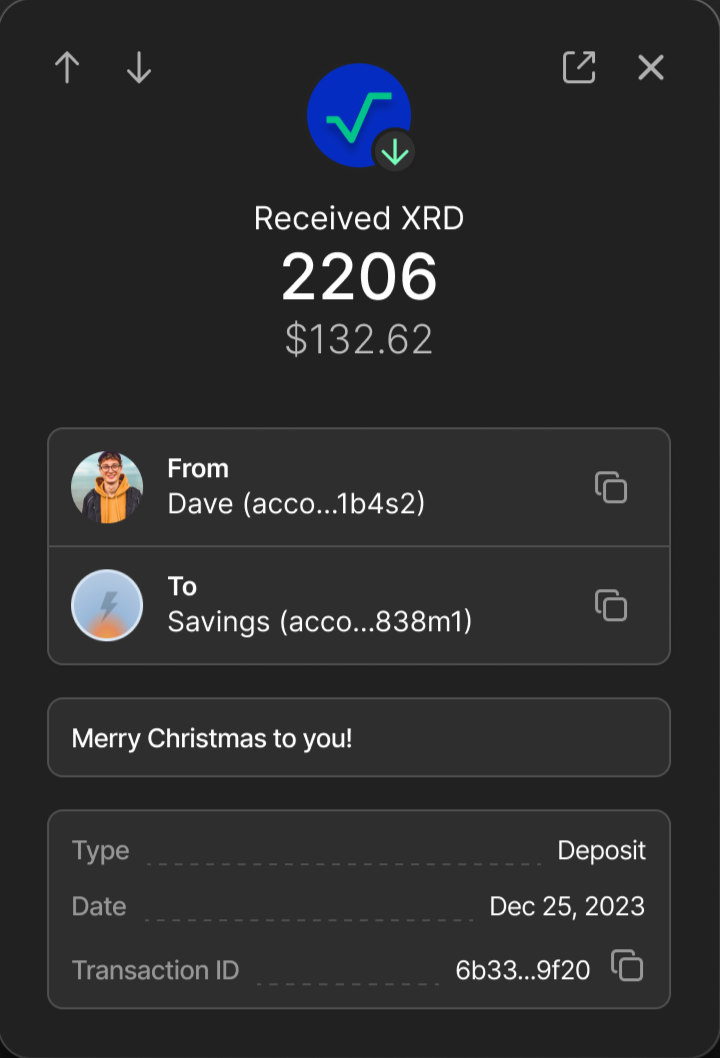 Received XRD
2206
$132.62
From
Dave (acco...1b4s2)
To
Savings (acco...838m1)
Merry Christmas to you!
Type Deposit
Date Dec 25, 2023
Transaction ID 6b33...9f20